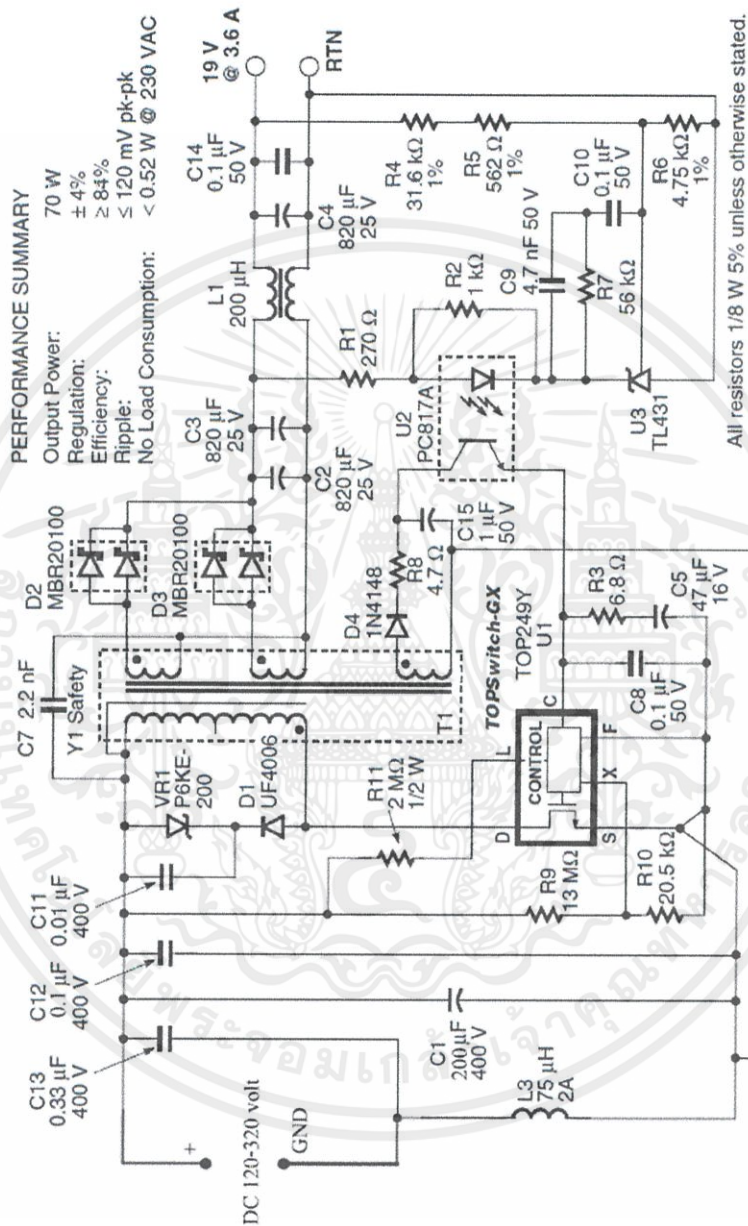 PERFORMANCE SUMMARY
Output Power: 70 W
Regulation: ± 4%
Efficiency: ≥ 84%
Ripple: ≤ 120 mV pk-pk
No Load Consumption: < 0.52 W @ 230 VAC
C13
0.33 µF
400 V
C12
0.1 µF
400 V
C11
0.01 µF
400 V
C7 2.2 nF
Y1 Safety
D2
MBR20100
D3
MBR20100
C3
820 µF
25 V
C2
820 µF
25 V
L1
200 µH
C4
820 µF
25 V
C14
0.1 µF
50 V
19 V
@ 3.6 A
RTN
VR1
P6KE-
200
D1
UF4006
T1
D4
1N4148
R8
4.7 Ω
C15
1 µF
50 V
U2
PC817A
R1
270 Ω
R2
1 kΩ
R4
31.6 kΩ
1%
R5
562 Ω
1%
C9
4.7 nF 50 V
R7
56 kΩ
C10
0.1 µF
50 V
R6
4.75 kΩ
1%
U3
TL431
+
DC 120-320 volt
GND
C1
200 µF
400 V
L3
75 µH
2A
R11
2 MΩ
1/2 W
R9
13 MΩ
R10
20.5 kΩ
TOPSwitch-GX
TOP249Y
U1
D
L
CONTROL
C
S
X
F
C8
0.1 µF
50 V
R3
6.8 Ω
C5
47 µF
16 V
All resistors 1/8 W 5% unless otherwise stated.